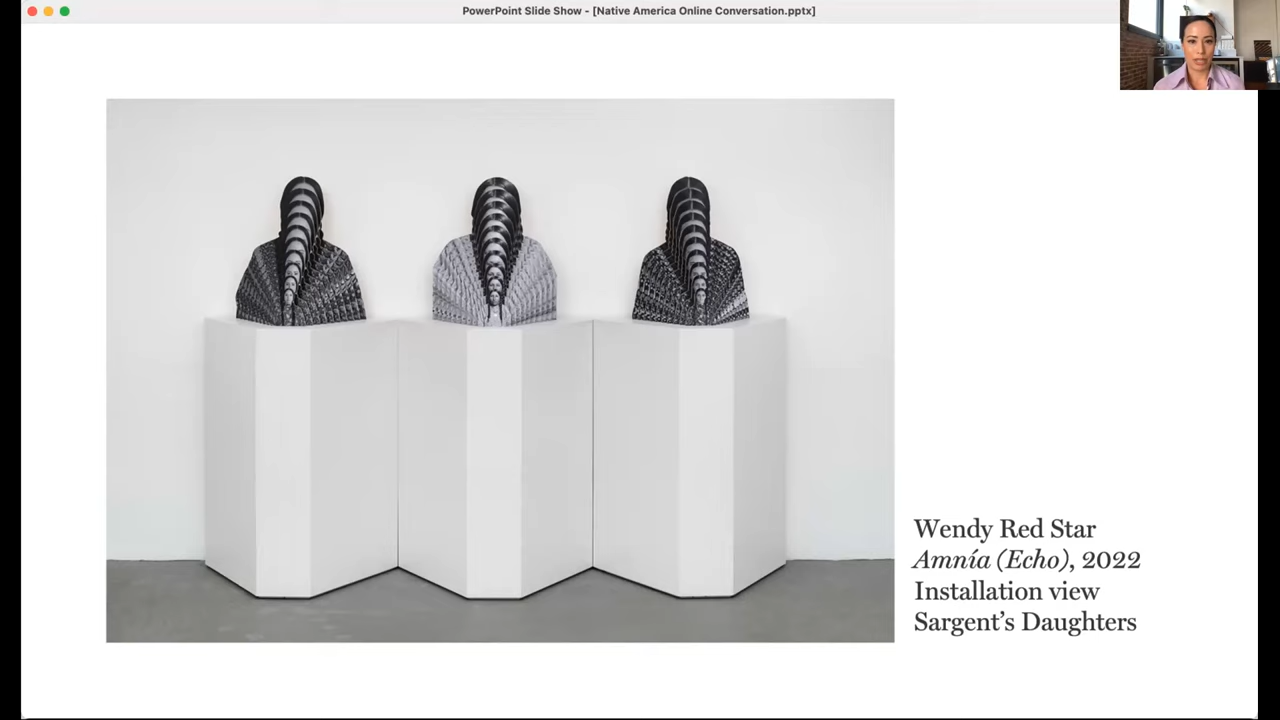 PowerPoint Slide Show - [Native America Online Conversation.pptx]
Wendy Red Star
Amnía (Echo), 2022
Installation view
Sargent’s Daughters